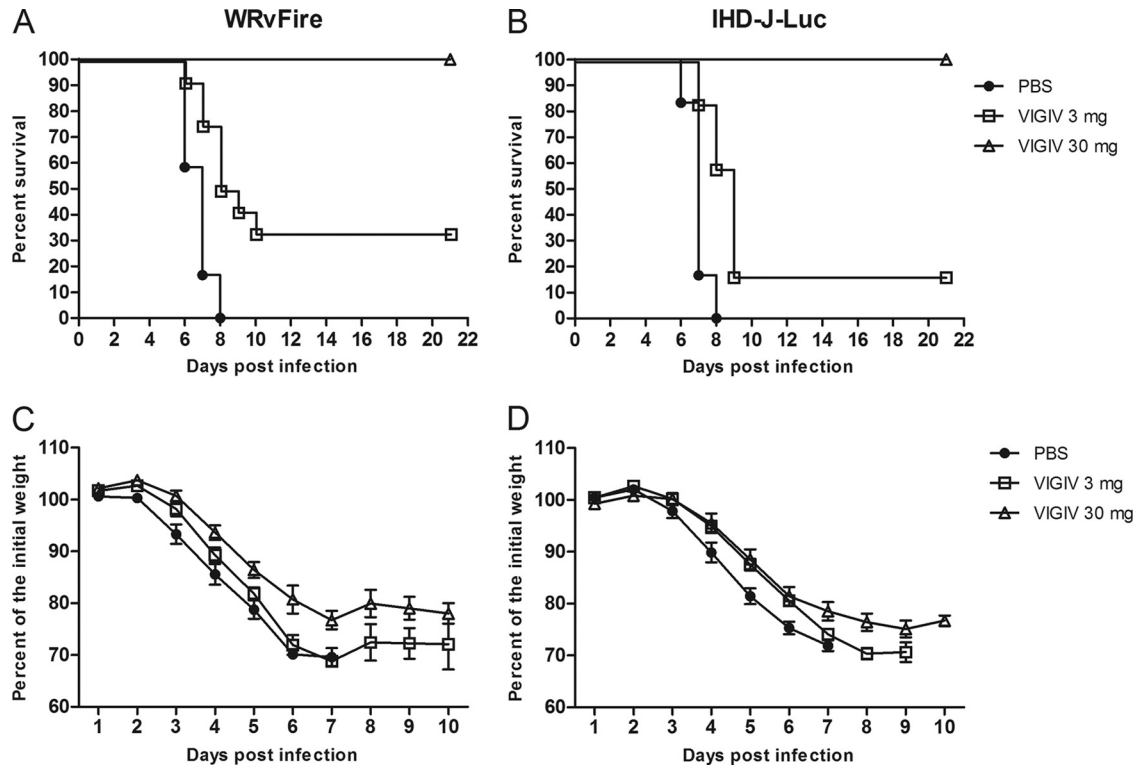 A
WRvFire
B
IHD-J-Luc
Percent survival
100
90
80
70
60
50
40
30
20
10
0
0 2 4 6 8 10 12 14 16 18 20 22
Days post infection
Percent survival
100
90
80
70
60
50
40
30
20
10
0
0 2 4 6 8 10 12 14 16 18 20 22
Days post infection
PBS
VIGIV 3 mg
VIGIV 30 mg
C
Percent of the initial weight
110
100
90
80
70
60
1 2 3 4 5 6 7 8 9 10
Days post infection
D
Percent of the initial weight
110
100
90
80
70
60
1 2 3 4 5 6 7 8 9 10
Days post infection
PBS
VIGIV 3 mg
VIGIV 30 mg